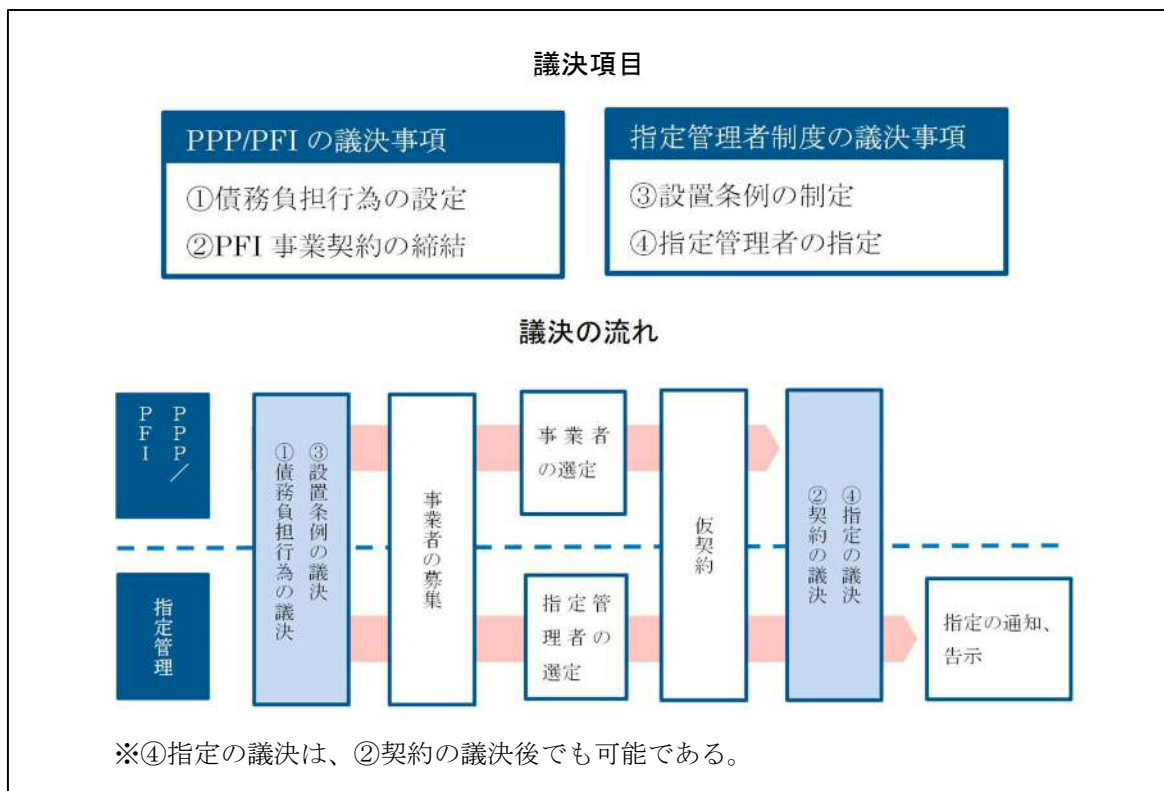 議決項目
PPP/PFI の議決事項
①債務負担行為の設定
②PFI 事業契約の締結
指定管理者制度の議決事項
③設置条例の制定
④指定管理者の指定
議決の流れ
PPP/
PFI
③設置条例の議決
①債務負担行為の議決
事業者の募集
事業者
の選定
仮契約
④指定の議決
②契約の議決
指定管理
指定管
理者の
選定
指定の通知、
告示
※④指定の議決は、②契約の議決後でも可能である。